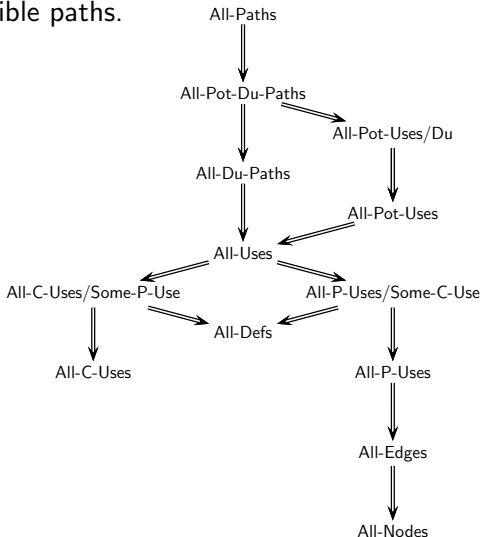 ible paths.
All-Paths
All-Pot-Du-Paths
All-Pot-Uses/Du
All-Du-Paths
All-Pot-Uses
All-Uses
All-C-Uses/Some-P-Use
All-P-Uses/Some-C-Use
All-Defs
All-C-Uses
All-P-Uses
All-Edges
All-Nodes